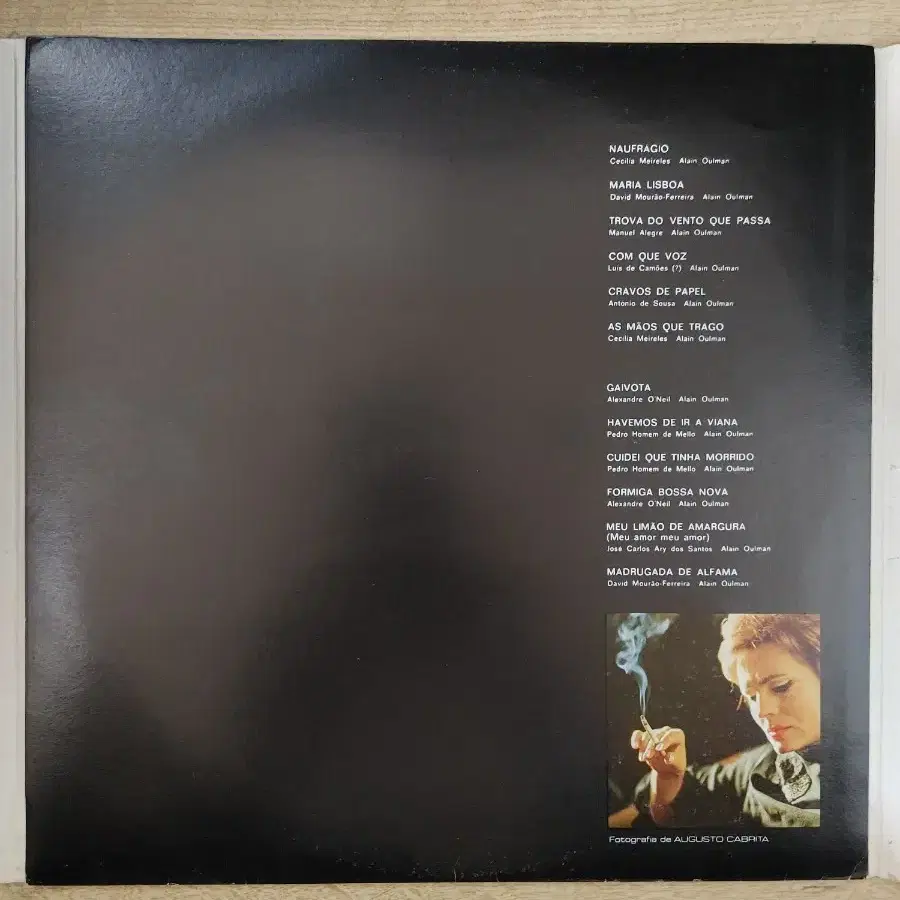 NAUFRÁGIO
Cecília Meireles Alain Oulman
MARIA LISBOA
David Mourão-Ferreira Alain Oulman
TROVA DO VENTO QUE PASSA
Manuel Alegre Alain Oulman
COM QUE VOZ
Luis de Camões (?) Alain Oulman
CRAVOS DE PAPEL
António de Sousa Alain Oulman
AS MÃOS QUE TRAGO
Cecília Meireles Alain Oulman
GAIVOTA
Alexandre O'Neil Alain Oulman
HAVEMOS DE IR A VIANA
Pedro Homem de Mello Alain Oulman
CUIDEI QUE TINHA MORRIDO
Pedro Homem de Mello Alain Oulman
FORMIGA BOSSA NOVA
Alexandre O'Neil Alain Oulman
MEU LIMÃO DE AMARGURA
(Meu amor meu amor)
José Carlos Ary dos Santos Alain Oulman
MADRUGADA DE ALFAMA
David Mourão-Ferreira Alain Oulman
Fotografia de AUGUSTO CABRITA